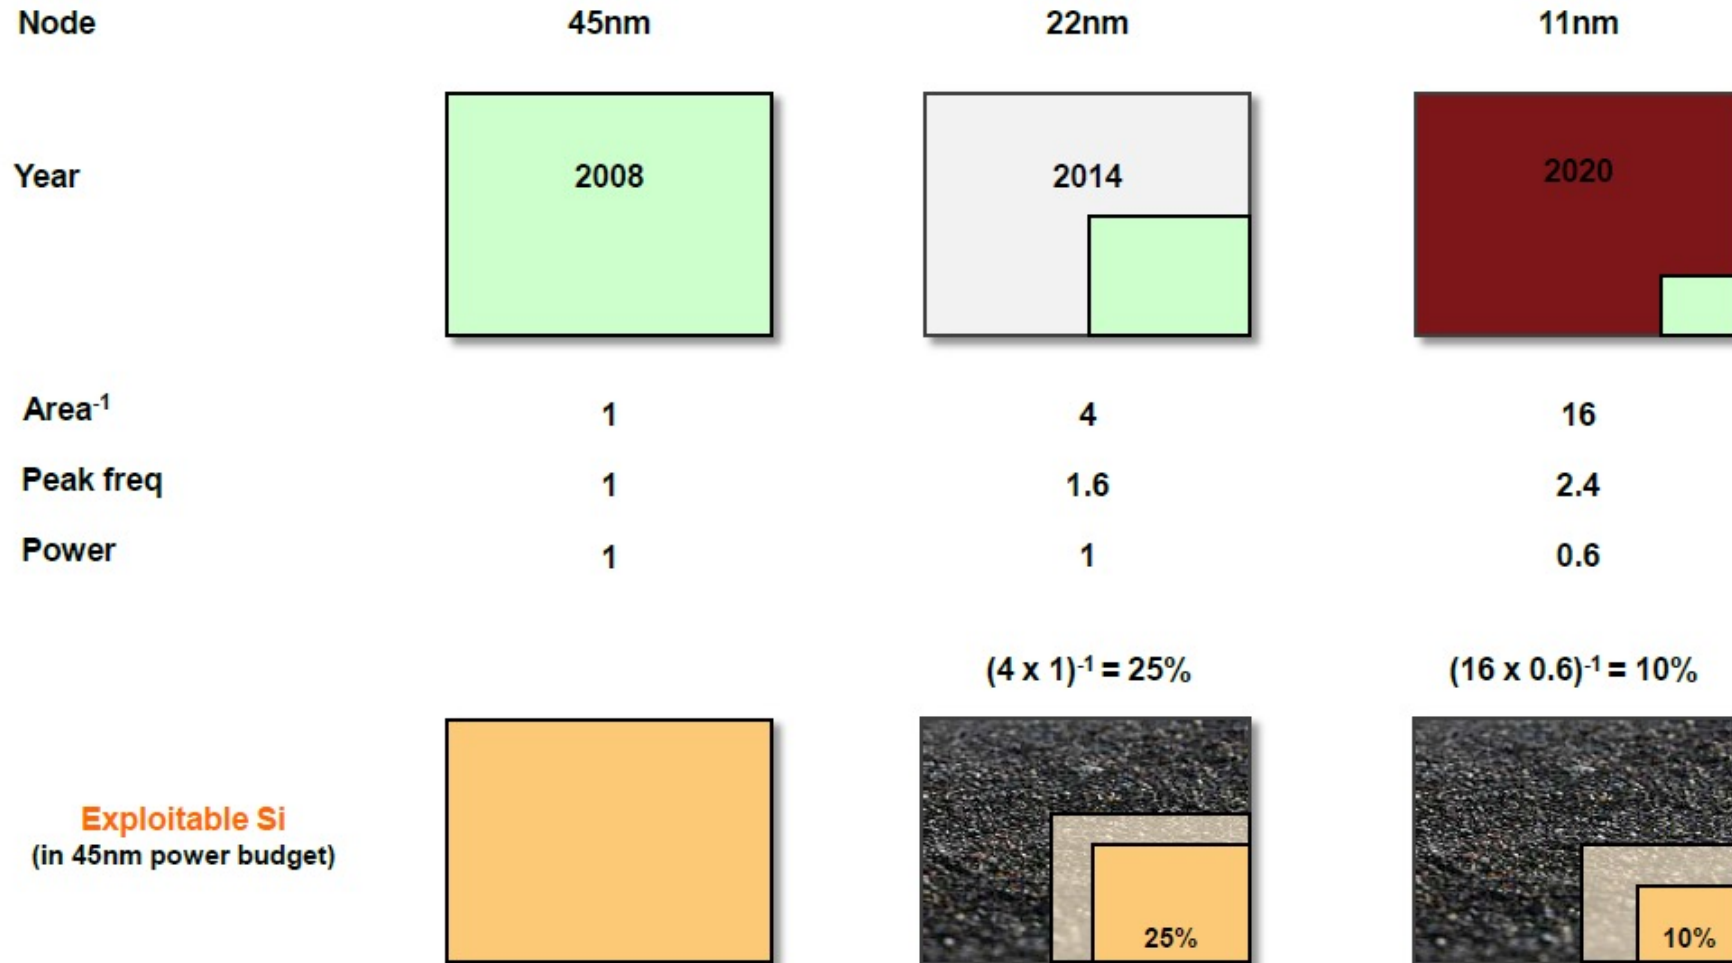 Node 45nm 22nm 11nm
Year 2008 2014 2020
Area⁻¹ 1 4 16
Peak freq 1 1.6 2.4
Power 1 1 0.6
(4 x 1)⁻¹ = 25% (16 x 0.6)⁻¹ = 10%
Exploitable Si
(in 45nm power budget)
25% 10%